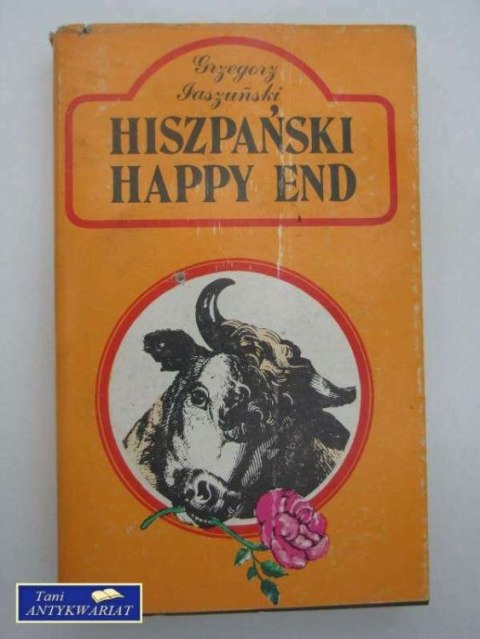 Grzegorz
Jaszuński
HISZPAŃSKI
HAPPY END
Tani
ANTYKWARIAT